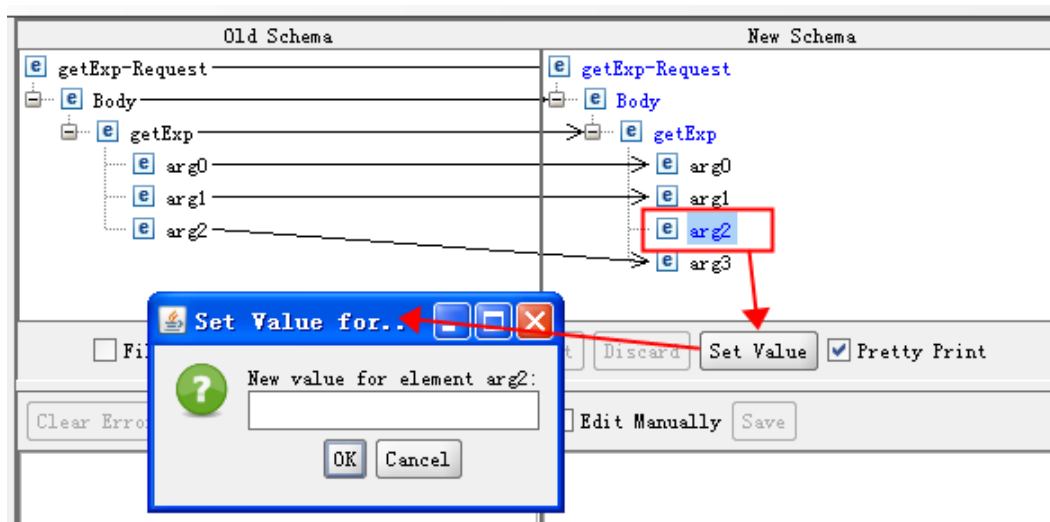 Old Schema
New Schema
e getExp-Request
e Body
e getExp
e arg0
e arg1
e arg2
e getExp-Request
e Body
e getExp
e arg0
e arg1
e arg2
e arg3
Discard Set Value Pretty Print
Clear
Edit Manually Save
Set Value for..
?
New value for element arg2:
OK Cancel